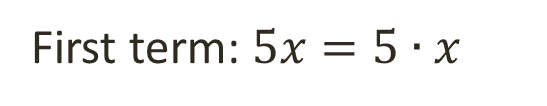 First term: 5x = 5 · x